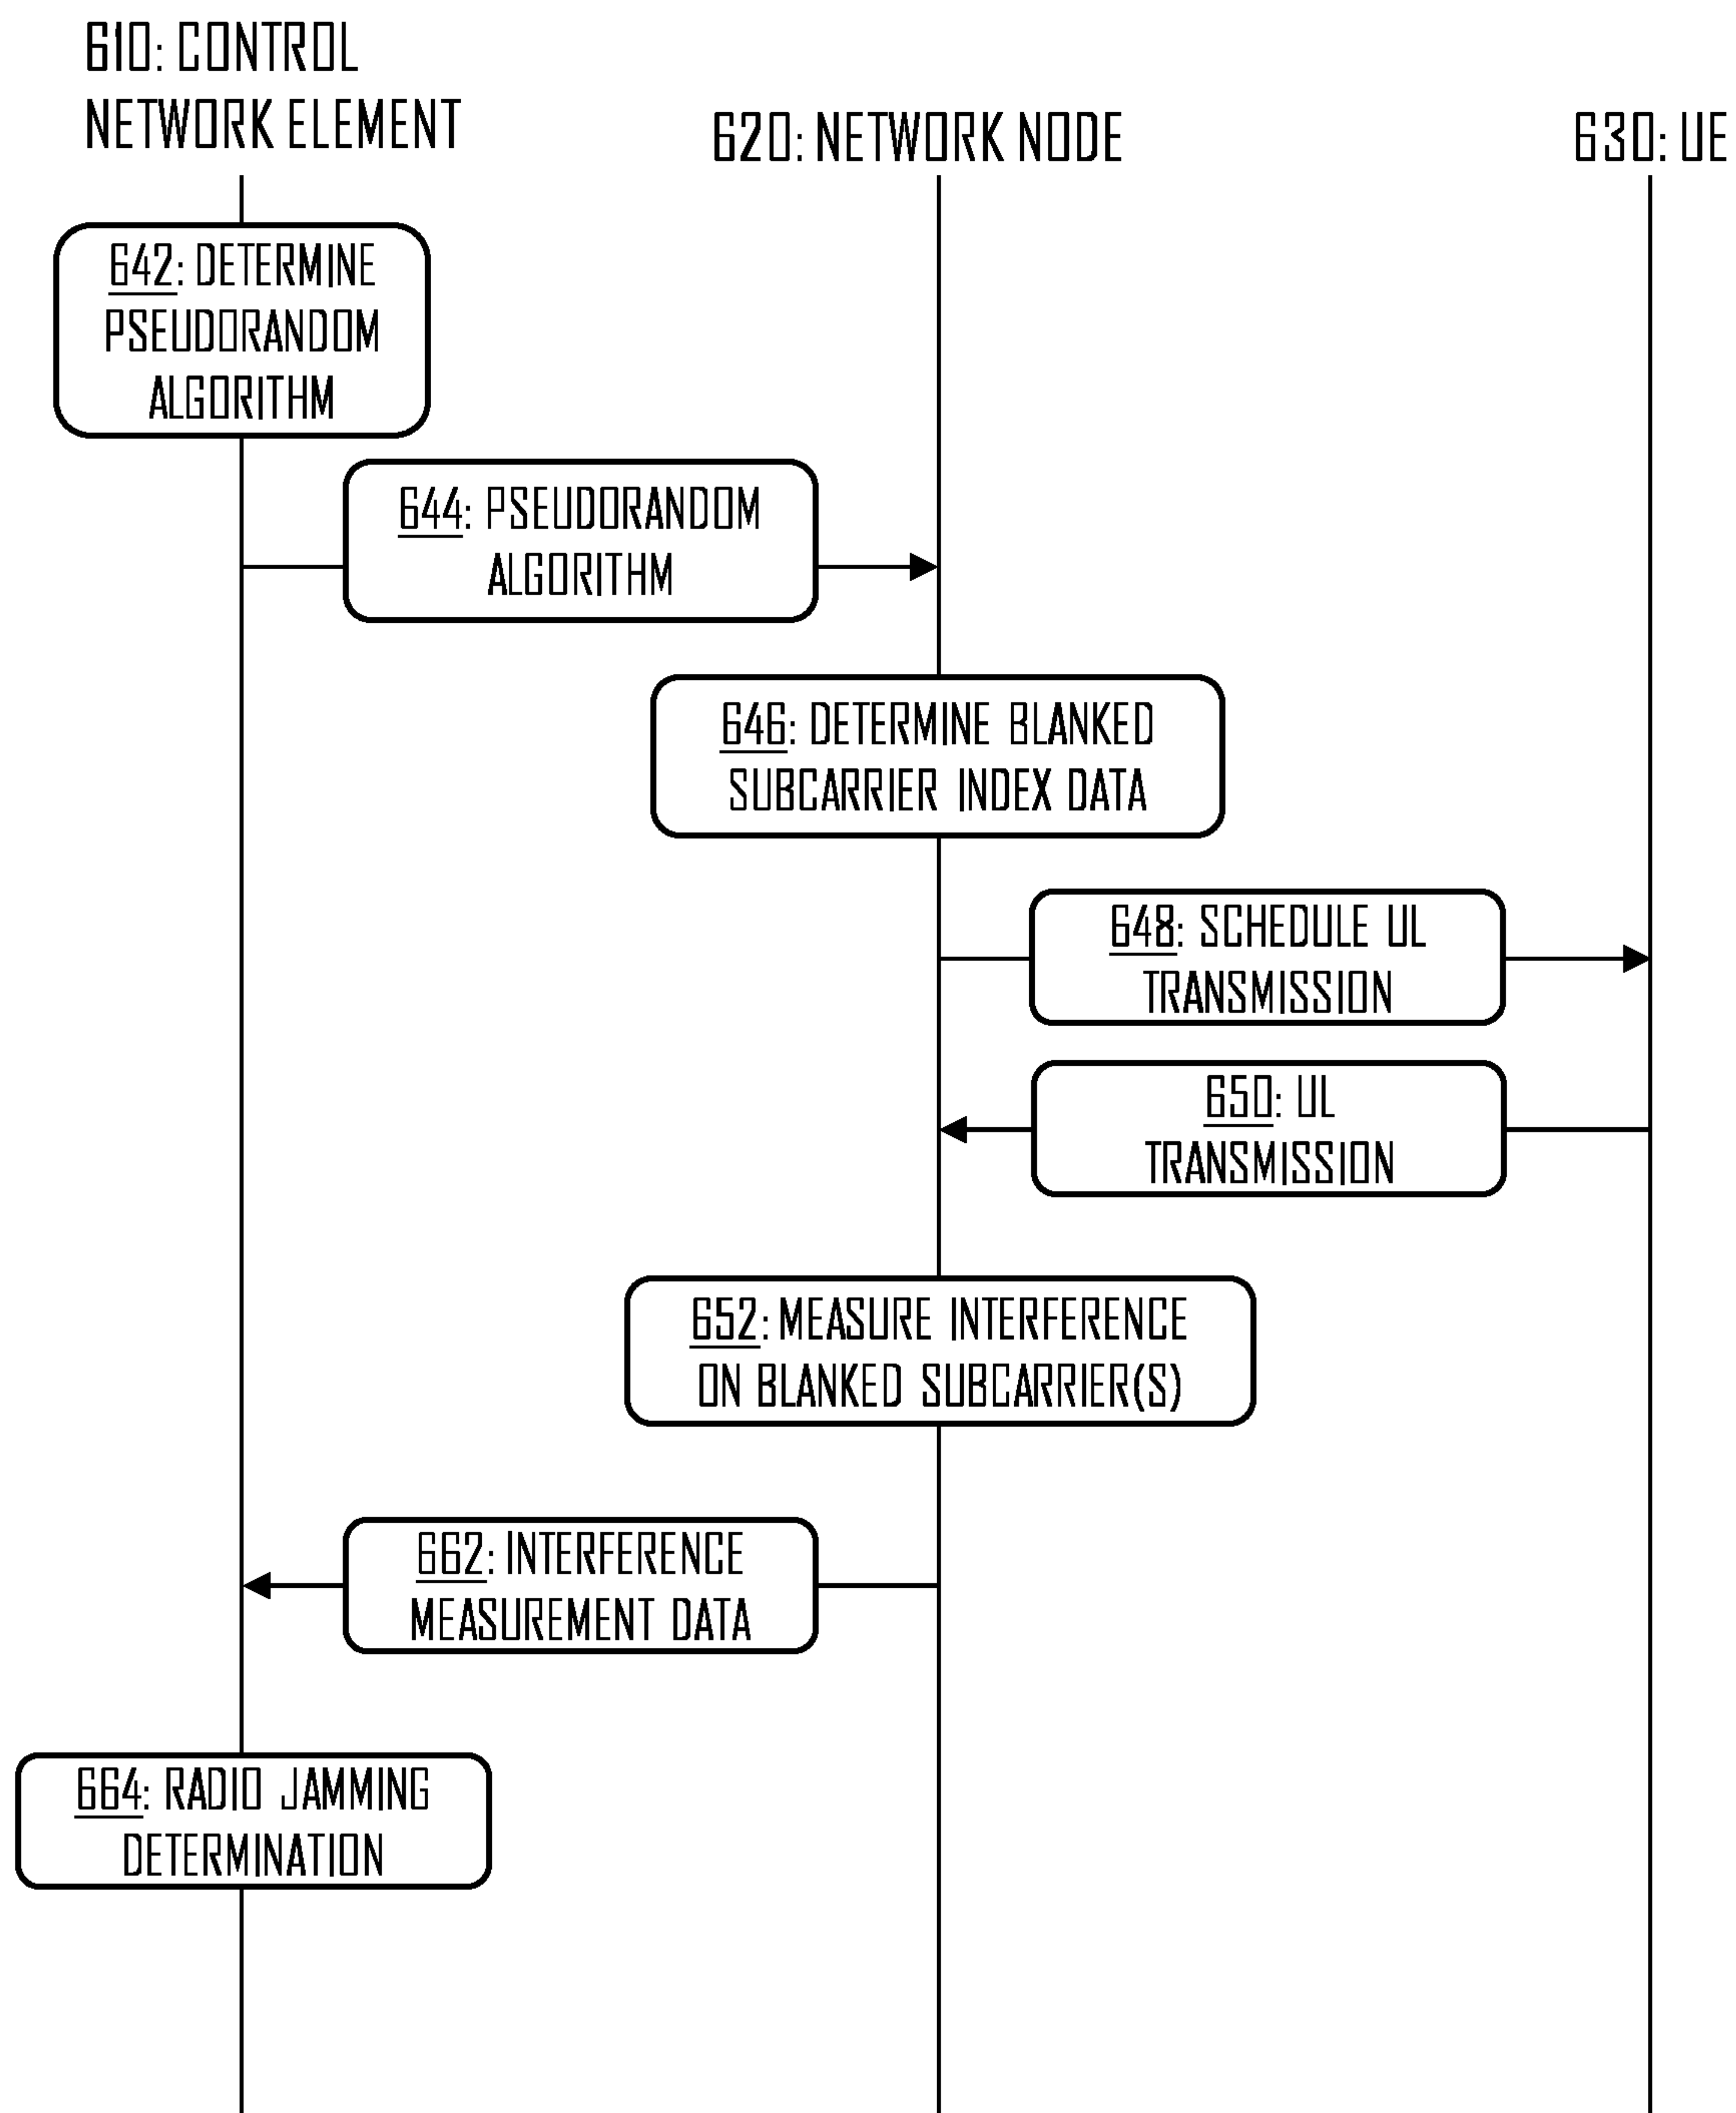 610: CONTROL
NETWORK ELEMENT
620: NETWORK NODE
630: UE
642: DETERMINE
PSEUDORANDOM
ALGORITHM
644: PSEUDORANDOM
ALGORITHM
646: DETERMINE BLANKED
SUBCARRIER INDEX DATA
648: SCHEDULE UL
TRANSMISSION
650: UL
TRANSMISSION
652: MEASURE INTERFERENCE
ON BLANKED SUBCARRIER(S)
662: INTERFERENCE
MEASUREMENT DATA
664: RADIO JAMMING
DETERMINATION